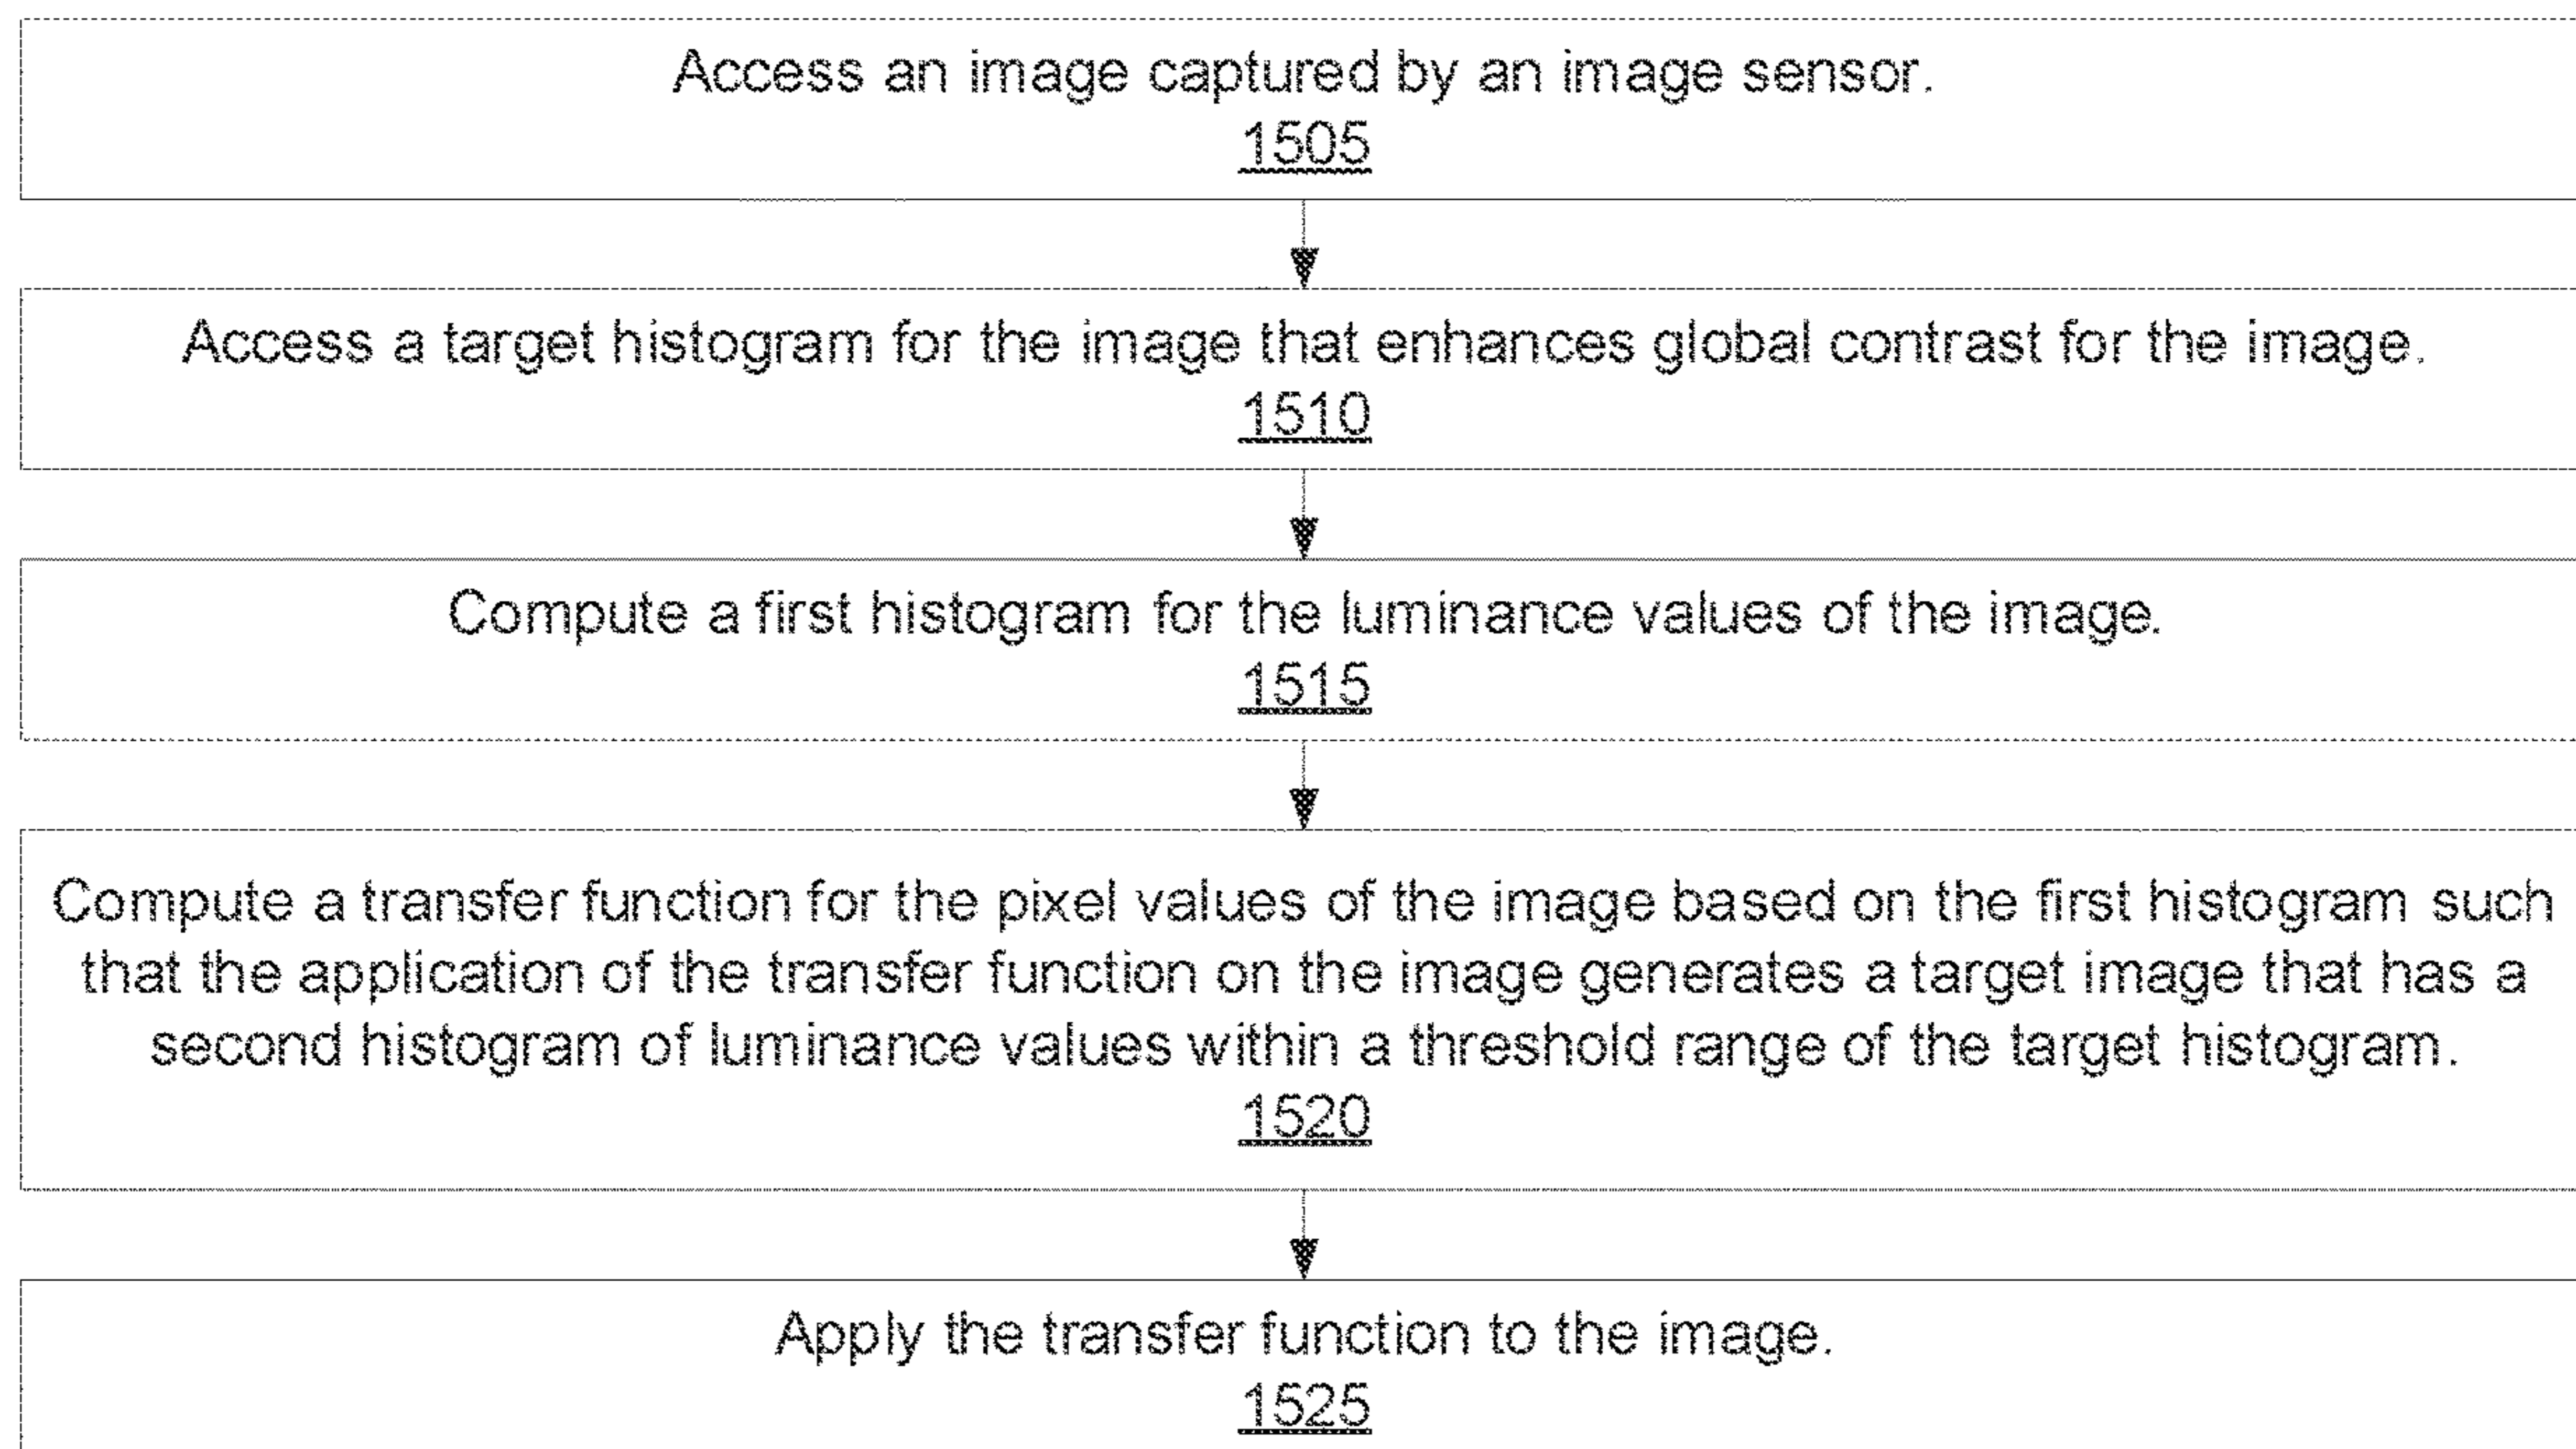 Access an image captured by an image sensor.
1505
Access a target histogram for the image that enhances global contrast for the image.
1510
Compute a first histogram for the luminance values of the image.
1515
Compute a transfer function for the pixel values of the image based on the first histogram such
that the application of the transfer function on the image generates a target image that has a
second histogram of luminance values within a threshold range of the target histogram.
1520
Apply the transfer function to the image.
1525